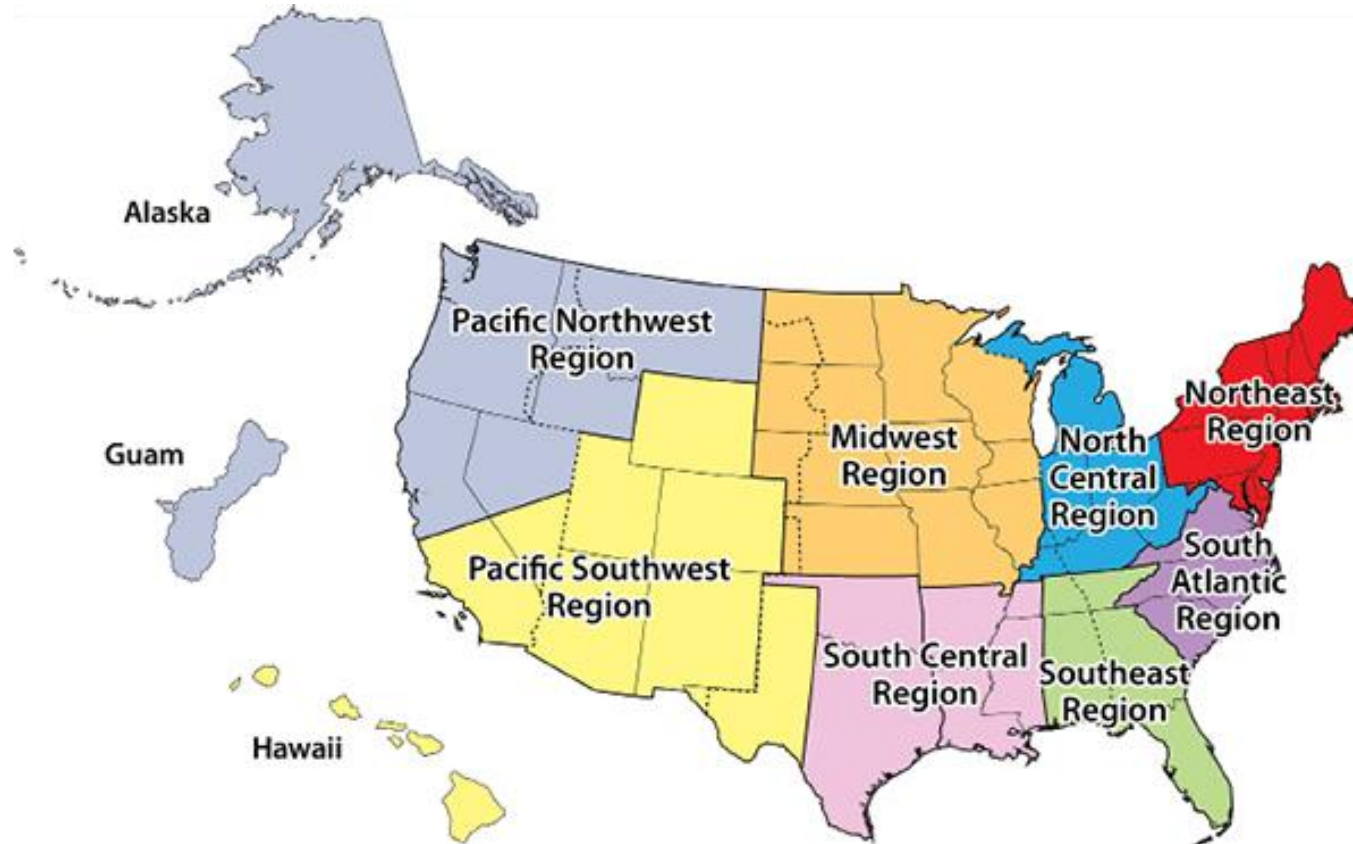 Alaska
Pacific Northwest
Region
Northeast
Region
Midwest
Region
North
Central
Region
Guam
South
Atlantic
Region
Pacific Southwest
Region
South Central
Region
Southeast
Region
Hawaii